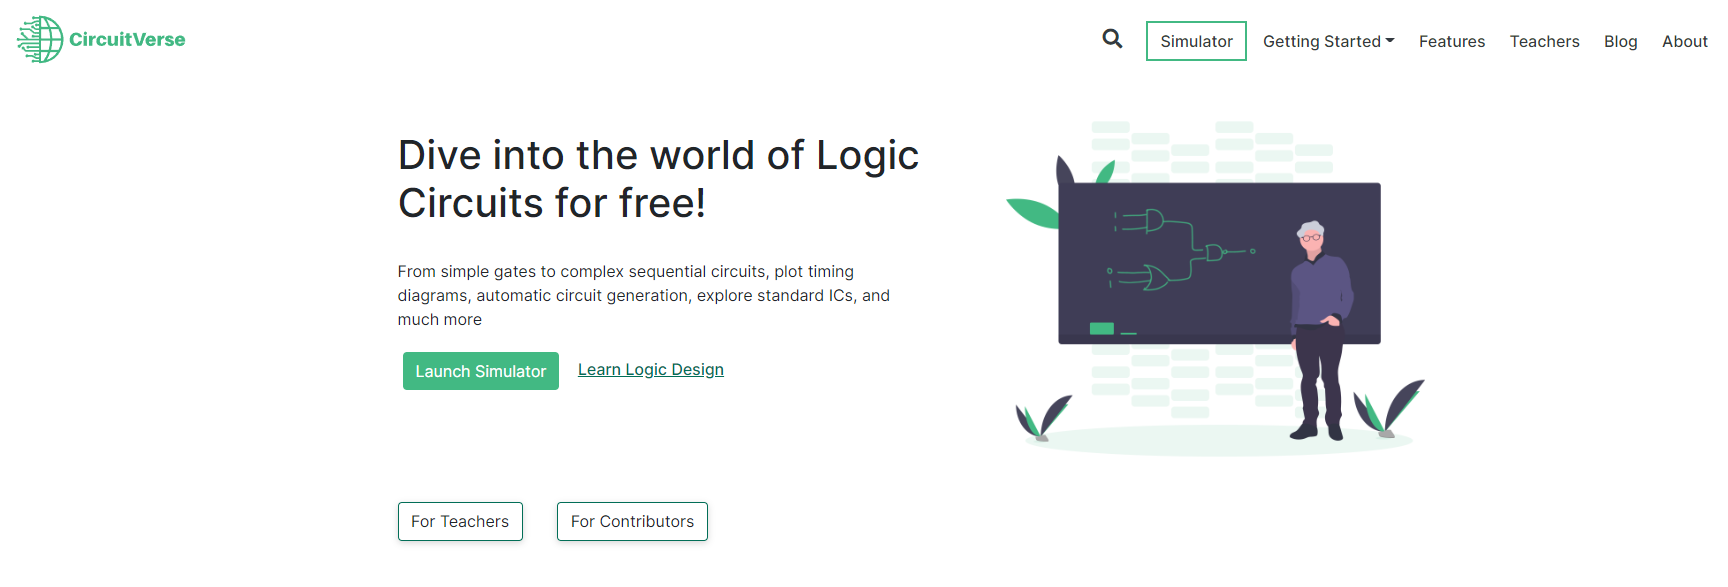 CircuitVerse
Simulator
Getting Started
Features
Teachers
Blog
About
Dive into the world of Logic
Circuits for free!
From simple gates to complex sequential circuits, plot timing
diagrams, automatic circuit generation, explore standard ICs, and
much more
Launch Simulator
Learn Logic Design
For Teachers
For Contributors